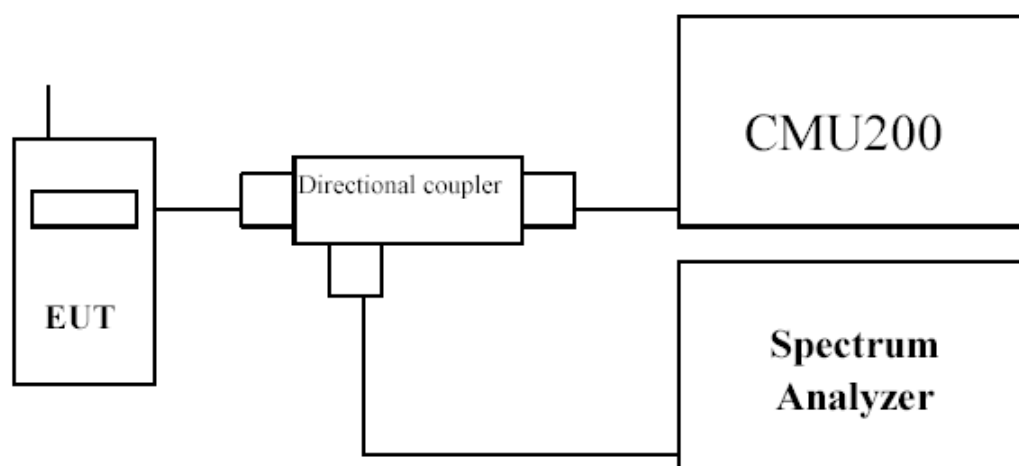 CMU200
Directional coupler
EUT
Spectrum
Analyzer